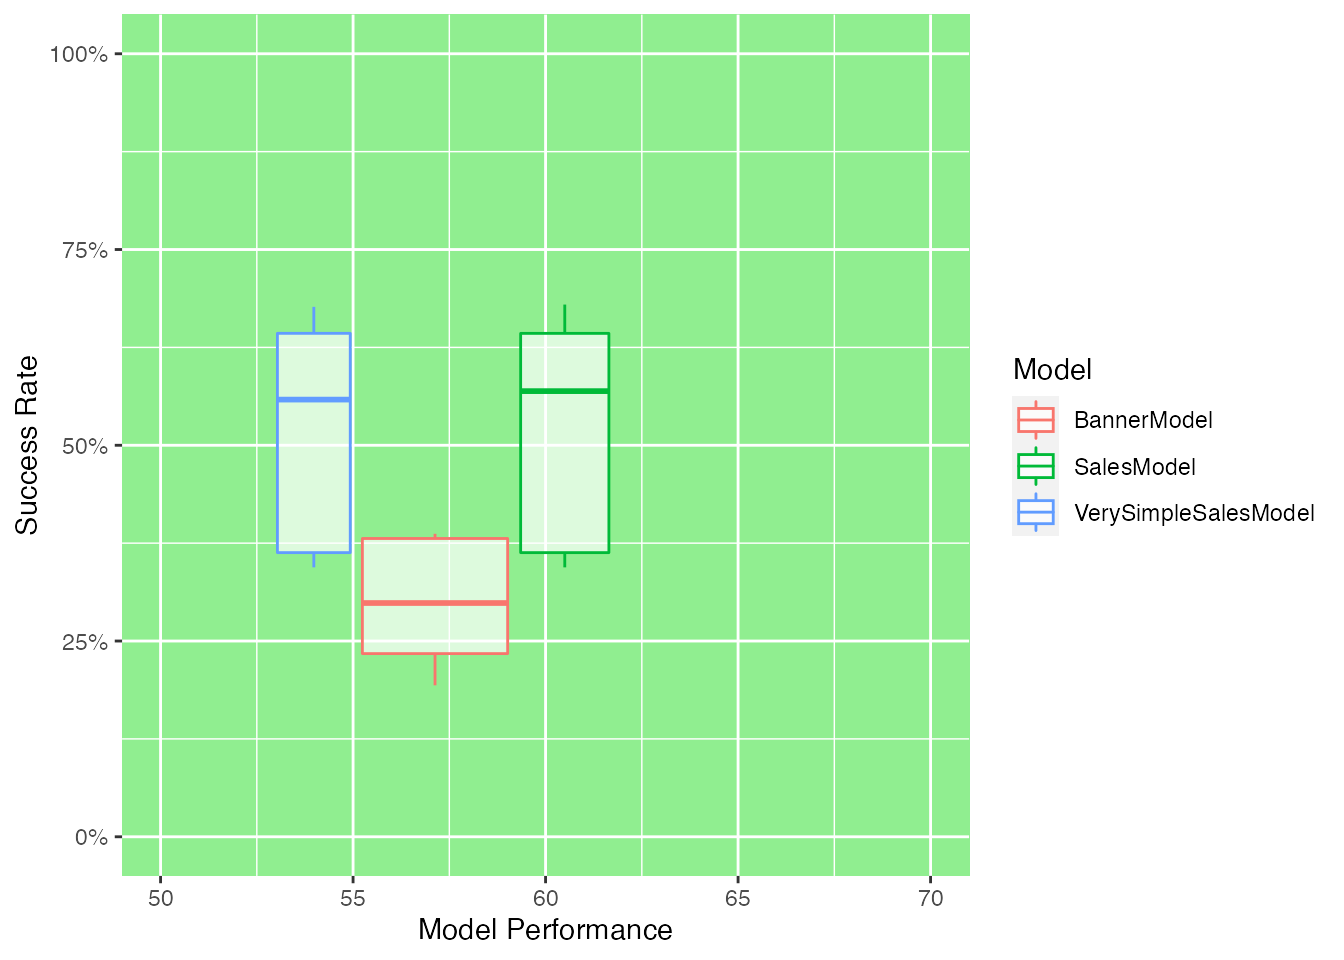 100%
75%
50%
25%
0%
Success Rate
50 55 60 65 70
Model Performance
Model
BannerModel
SalesModel
VerySimpleSalesModel